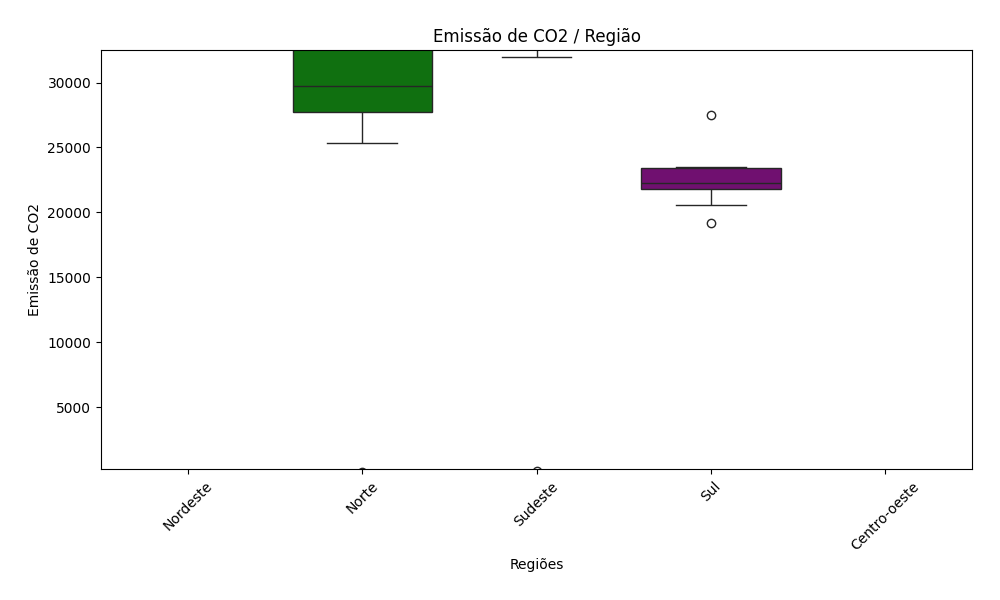 Emissão de CO2 / Região
Emissão de CO2
30000
25000
20000
15000
10000
5000
Nordeste
Norte
Sudeste
Sul
Centro-oeste
Regiões